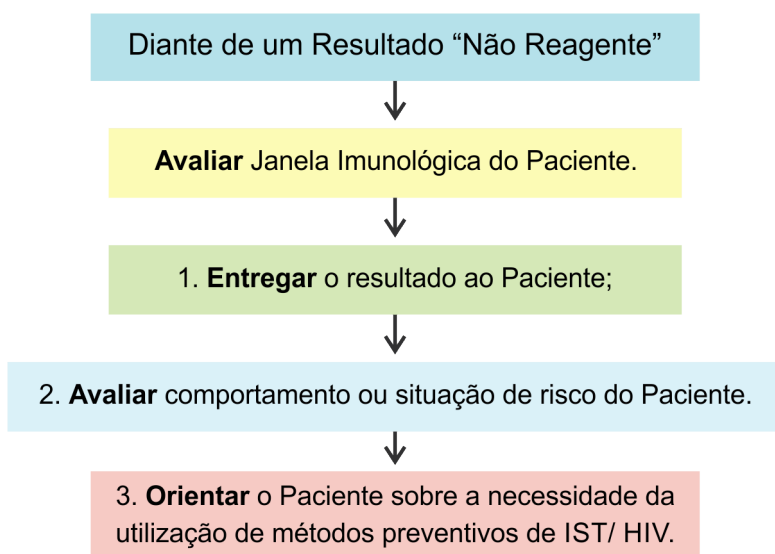 Diante de um Resultado “Não Reagente”
Avaliar Janela Imunológica do Paciente.
1. Entregar o resultado ao Paciente;
2. Avaliar comportamento ou situação de risco do Paciente.
3. Orientar o Paciente sobre a necessidade da
utilização de métodos preventivos de IST/ HIV.